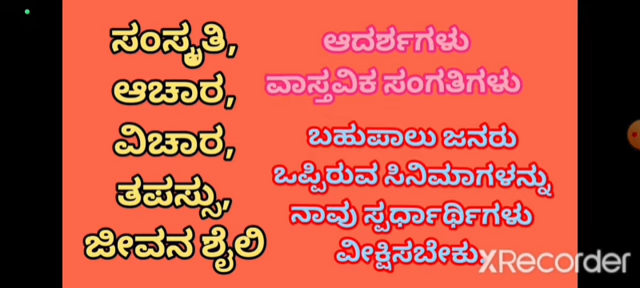 ಸಂಸ್ಕೃತಿ,
ಆಚಾರ,
ವಿಚಾರ,
ತಪಸ್ಸು,
ಜೀವನ ಶೈಲಿ
ಆದರ್ಶಗಳು
ವಾಸ್ತವಿಕ ಸಂಗತಿಗಳು
ಬಹುಪಾಲು ಜನರು
ಒಪ್ಪಿರುವ ಸಿನಿಮಾಗಳನ್ನು
ನಾವು ಸ್ಪರ್ಧಾರ್ಥಿಗಳು
ವೀಕ್ಷಿಸಬೇಕು.
XRecorder